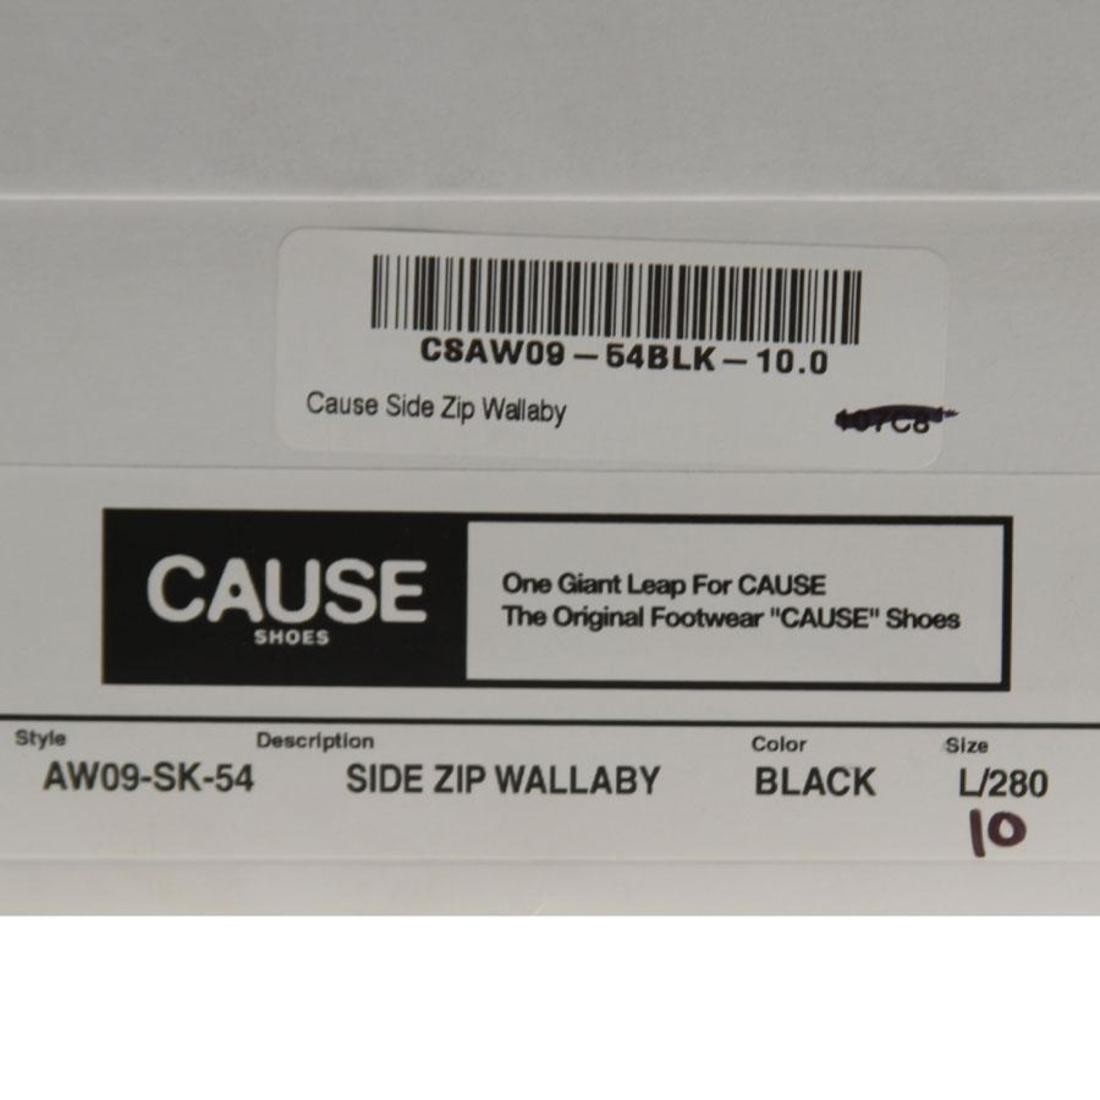 CSAW09-54BLK-10.0
Cause Side Zip Wallaby
CAUSE
SHOES
One Giant Leap For CAUSE
The Original Footwear "CAUSE" Shoes
Style Description Color Size
AW09-SK-54 SIDE ZIP WALLABY BLACK L/280
10